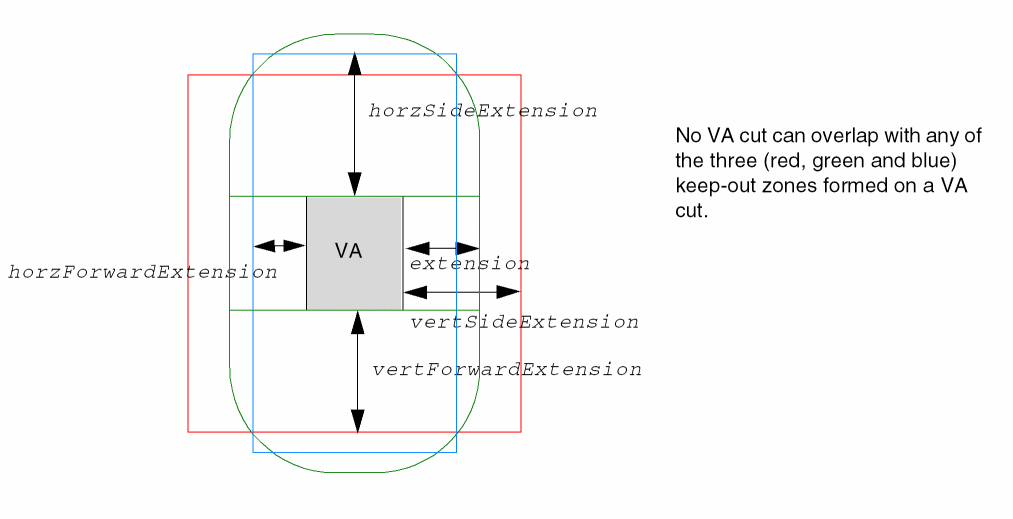 horzSideExtension
No VA cut can overlap with any of
the three (red, green and blue)
keep-out zones formed on a VA
cut.
VA
extension
horzForwardExtension
vertSideExtension
vertForwardExtension